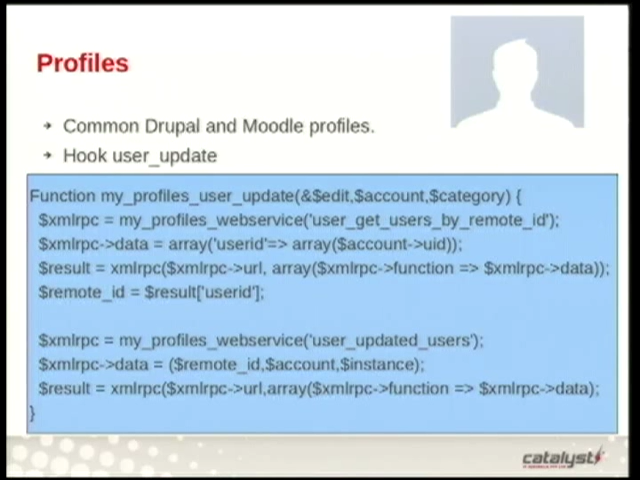 Profiles
Common Drupal and Moodle profiles.
Hook user_update
Function my_profiles_user_update(&$edit,$account,$category) {
$xmlrpc = my_profiles_webservice('user_get_users_by_remote_id');
$xmlrpc->data = array('userid'=> array($account->uid));
$result = xmlrpc($xmlrpc->url, array($xmlrpc->function => $xmlrpc->data));
$remote_id = $result['userid'];
$xmlrpc = my_profiles_webservice('user_updated_users');
$xmlrpc->data = ($remote_id,$account,$instance);
$result = xmlrpc($xmlrpc->url,array($xmlrpc->function => $xmlrpc->data);
}
catalyst